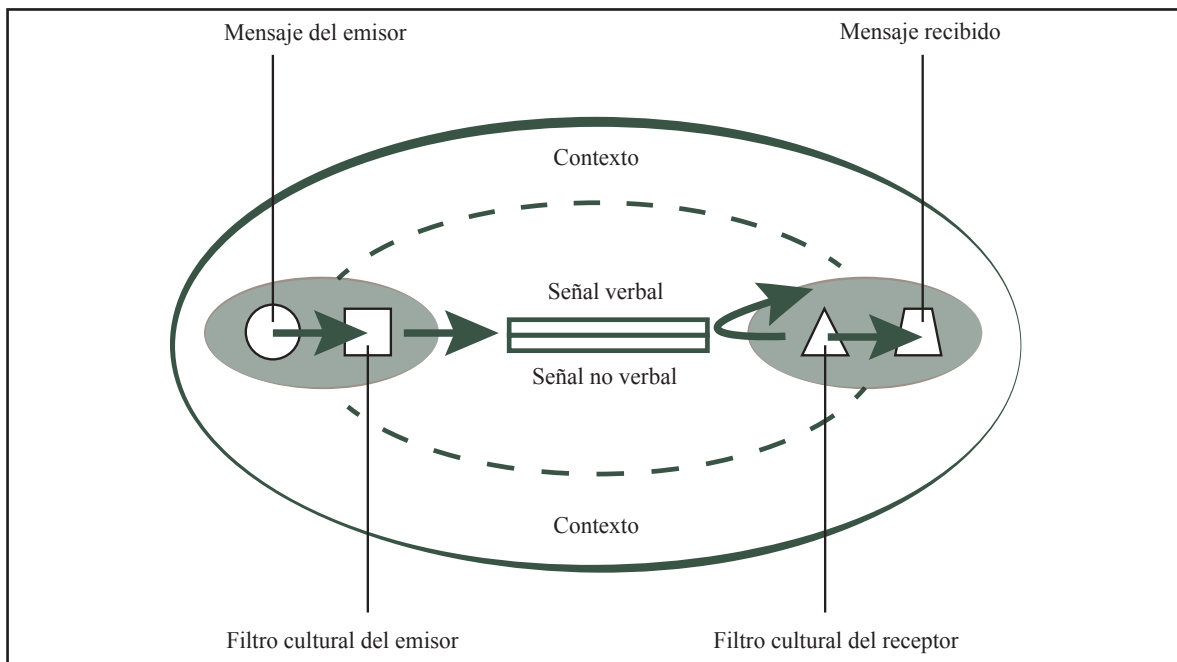 Mensaje del emisor
Mensaje recibido
Contexto
Señal verbal
Señal no verbal
Contexto
Filtro cultural del emisor
Filtro cultural del receptor